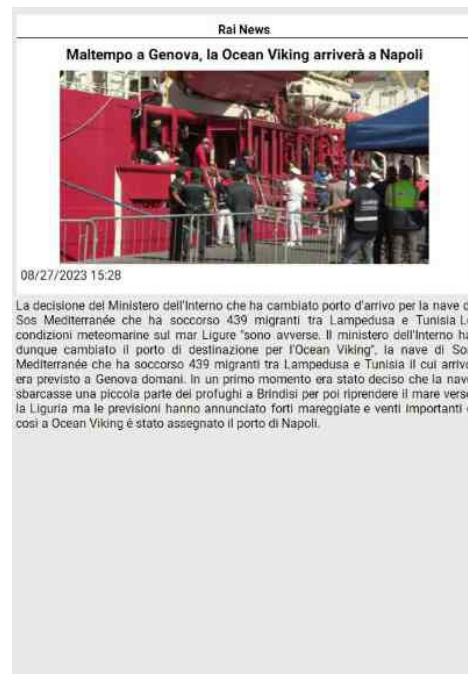 Rai News
Maltempo a Genova, la Ocean Viking arriverà a Napoli
08/27/2023 15:28
La decisione del Ministero dell'Interno che ha cambiato porto d'arrivo per la nave d
Sos Mediterranée che ha soccorso 439 migranti tra Lampedusa e Tunisia.Le
condizioni meteomarine sul mar Ligure "sono avverse. Il ministero dell'Interno ha
dunque cambiato il porto di destinazione per l'Ocean Viking", la nave di Sos
Mediterranée che ha soccorso 439 migranti tra Lampedusa e Tunisia il cui arrivo
era previsto a Genova domani. In un primo momento era stato deciso che la nave
sbarcasse una piccola parte dei profughi a Brindisi per poi riprendere il mare verso
la Liguria ma le previsioni hanno annunciato forti mareggiate e venti importanti e
così a Ocean Viking è stato assegnato il porto di Napoli.